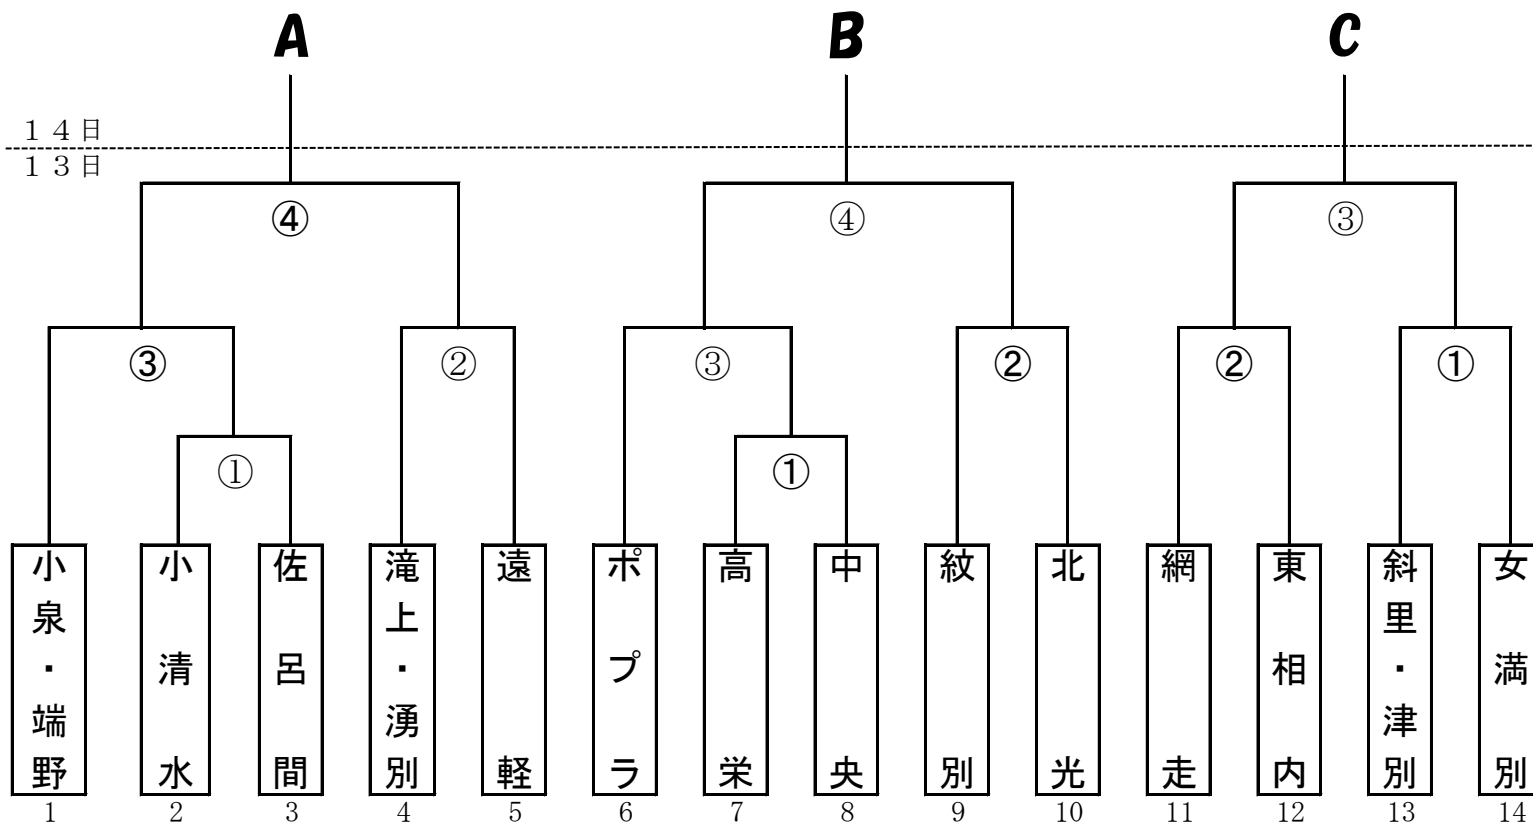 A B C
１４日
１３日
④ ④ ③
③ ② ③ ② ② ①
① ①
小泉・端野
小清水
佐呂間
滝上・湧別
遠軽
ポプラ
高栄
中央
紋別
北光
網走
東相内
斜里・津別
女満別
1 2 3 4 5 6 7 8 9 10 11 12 13 14